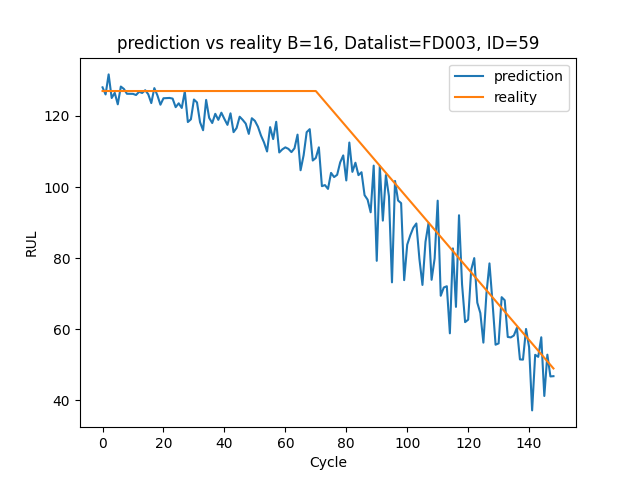 prediction vs reality B=16, Datalist=FD003, ID=59
prediction
reality
RUL
120
100
80
60
40
0 20 40 60 80 100 120 140
Cycle